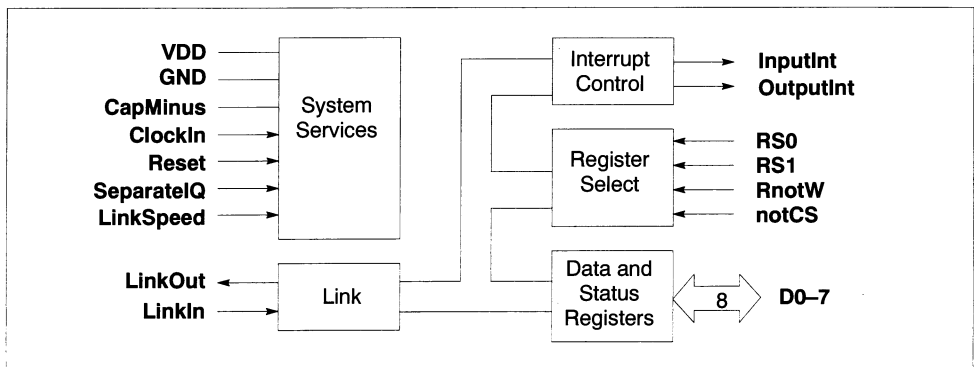 VDD
GND
CapMinus
ClockIn
Reset
SeparateIQ
LinkSpeed
System
Services
LinkOut
LinkIn
Link
Interrupt
Control
InputInt
OutputInt
Register
Select
RS0
RS1
RnotW
notCS
Data and
Status
Registers
8
D0–7